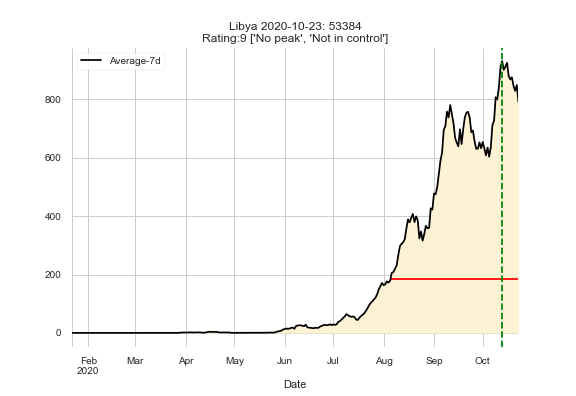 Libya 2020-10-23: 53384
Rating:9 ['No peak', 'Not in control']
Average-7d
800
600
400
200
0
Feb Mar Apr May Jun Jul Aug Sep Oct
2020
Date